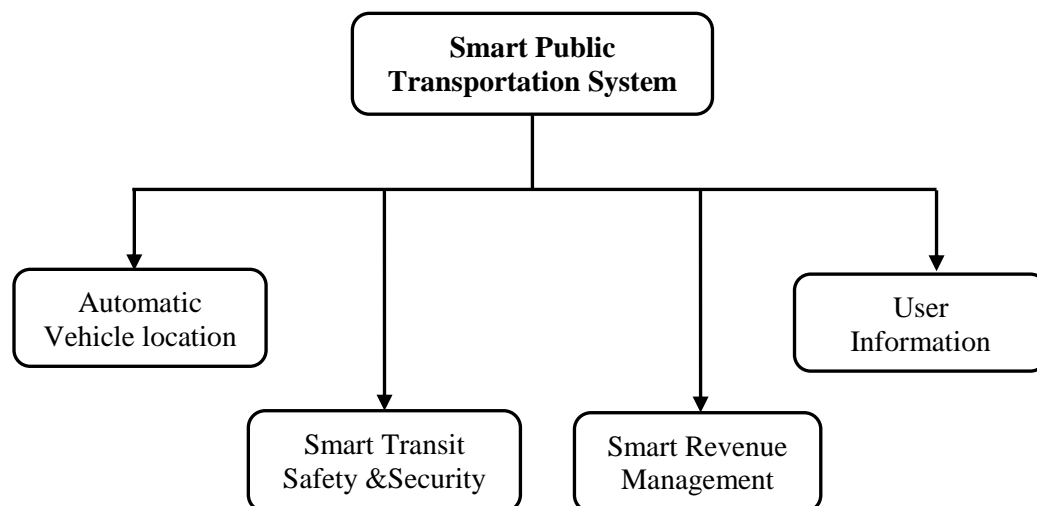 Smart Public
Transportation System
Automatic
Vehicle location
User
Information
Smart Transit
Safety &Security
Smart Revenue
Management